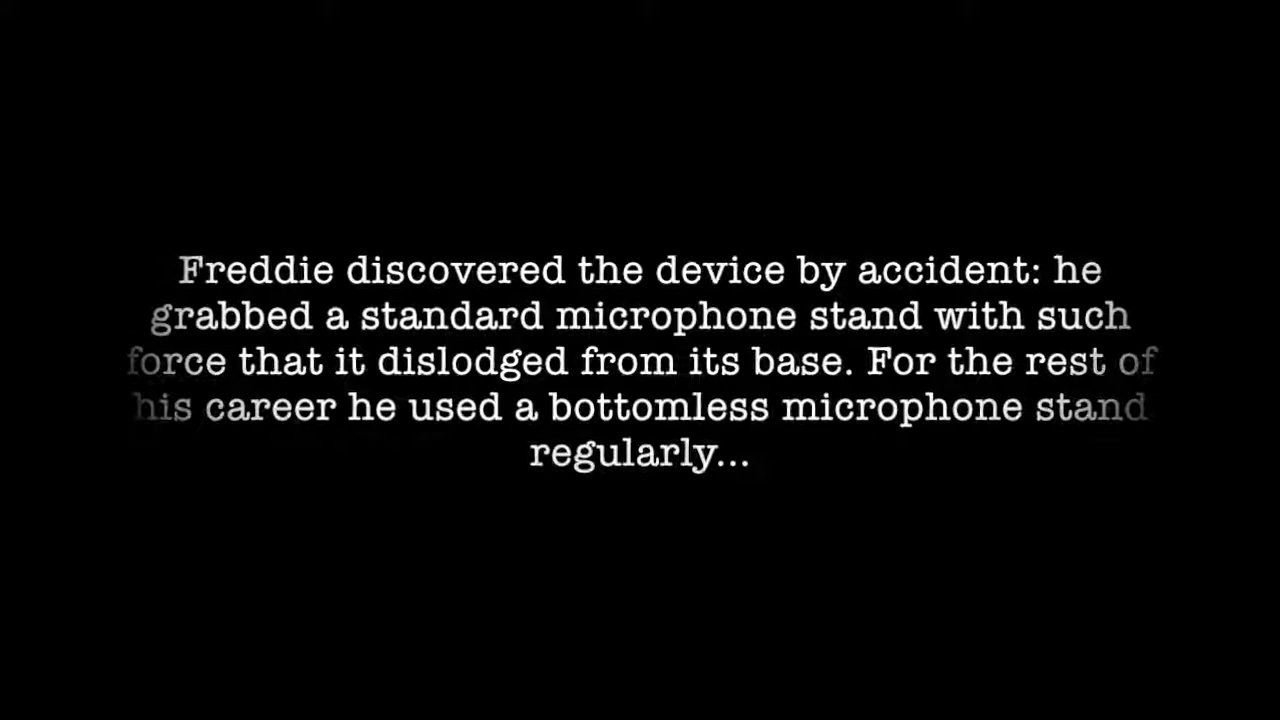 Freddie discovered the device by accident: he
grabbed a standard microphone stand with such
force that it dislodged from its base. For the rest of
his career he used a bottomless microphone stand
regularly...